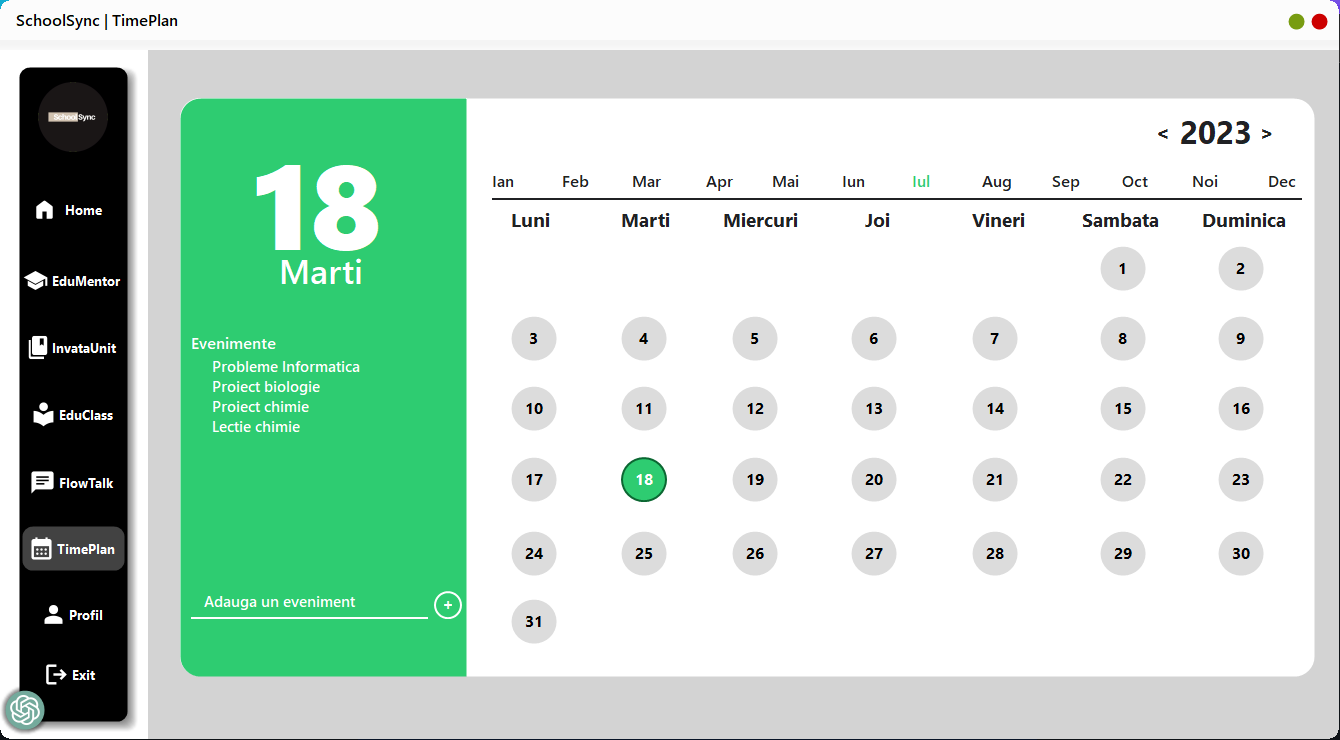 SchoolSync | TimePlan
SchoolSync
Home
EduMentor
InvataUnit
EduClass
FlowTalk
TimePlan
Profil
Exit
18
Marti
Evenimente
Probleme Informatica
Proiect biologie
Proiect chimie
Lectie chimie
Adauga un eveniment +
< 2023 >
Ian Feb Mar Apr Mai Iun Iul Aug Sep Oct Noi Dec
Luni Marti Miercuri Joi Vineri Sambata Duminica
1 2
3 4 5 6 7 8 9
10 11 12 13 14 15 16
17 18 19 20 21 22 23
24 25 26 27 28 29 30
31